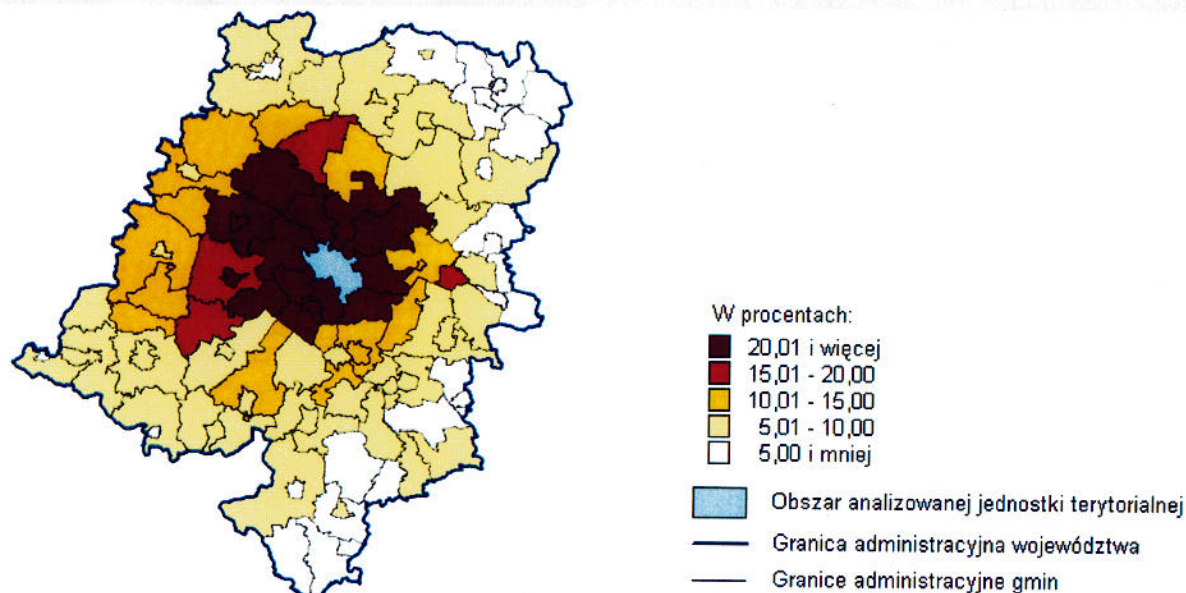 W procentach:
20,01 i więcej
15,01 - 20,00
10,01 - 15,00
5,01 - 10,00
5,00 i mniej
Obszar analizowanej jednostki terytorialnej
Granica administracyjna województwa
Granice administracyjne gmin